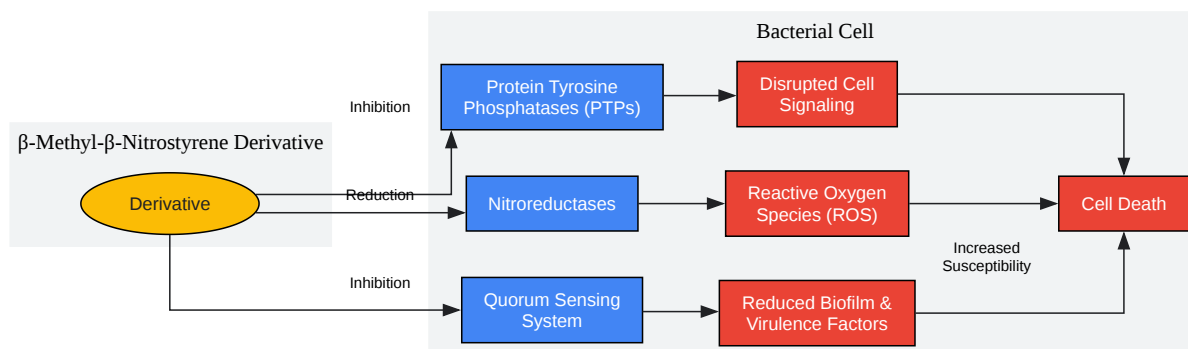 Bacterial Cell
Protein Tyrosine
Phosphatases (PTPs)
Disrupted Cell
Signaling
Inhibition
β-Methyl-β-Nitrostyrene Derivative
Derivative
Reduction
Nitroreductases
Reactive Oxygen
Species (ROS)
Cell Death
Increased
Susceptibility
Inhibition
Quorum Sensing
System
Reduced Biofilm &
Virulence Factors